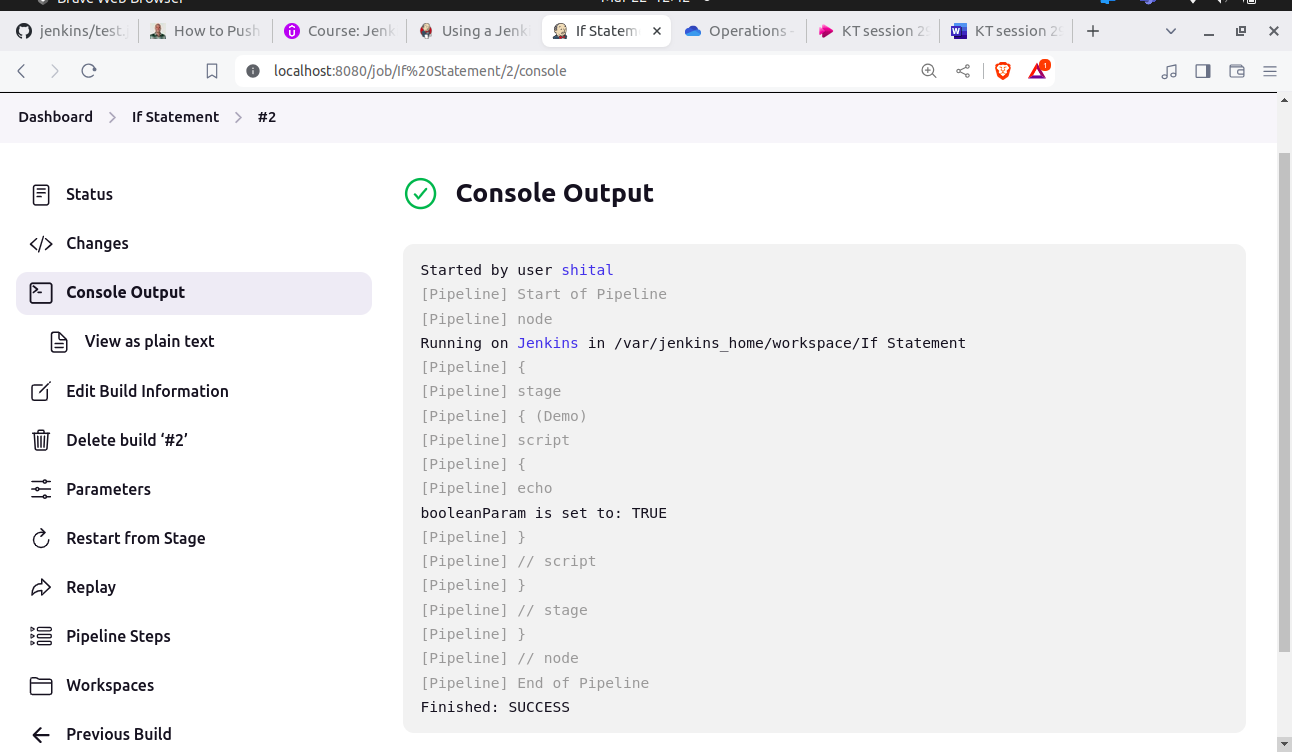 Brave Web Browser
jenkins/test.
How to Push
Course: Jenk
Using a Jenk
If Statem
Operations -
KT session 29
KT session 29
localhost:8080/job/If%20Statement/2/console
1
Dashboard
If Statement
#2
Status
Changes
Console Output
View as plain text
Edit Build Information
Delete build ‘#2’
Parameters
Restart from Stage
Replay
Pipeline Steps
Workspaces
Previous Build
Console Output
Started by user shital
[Pipeline] Start of Pipeline
[Pipeline] node
Running on Jenkins in /var/jenkins_home/workspace/If Statement
[Pipeline] {
[Pipeline] stage
[Pipeline] { (Demo)
[Pipeline] script
[Pipeline] {
[Pipeline] echo
booleanParam is set to: TRUE
[Pipeline] }
[Pipeline] // script
[Pipeline] }
[Pipeline] // stage
[Pipeline] }
[Pipeline] // node
[Pipeline] End of Pipeline
Finished: SUCCESS